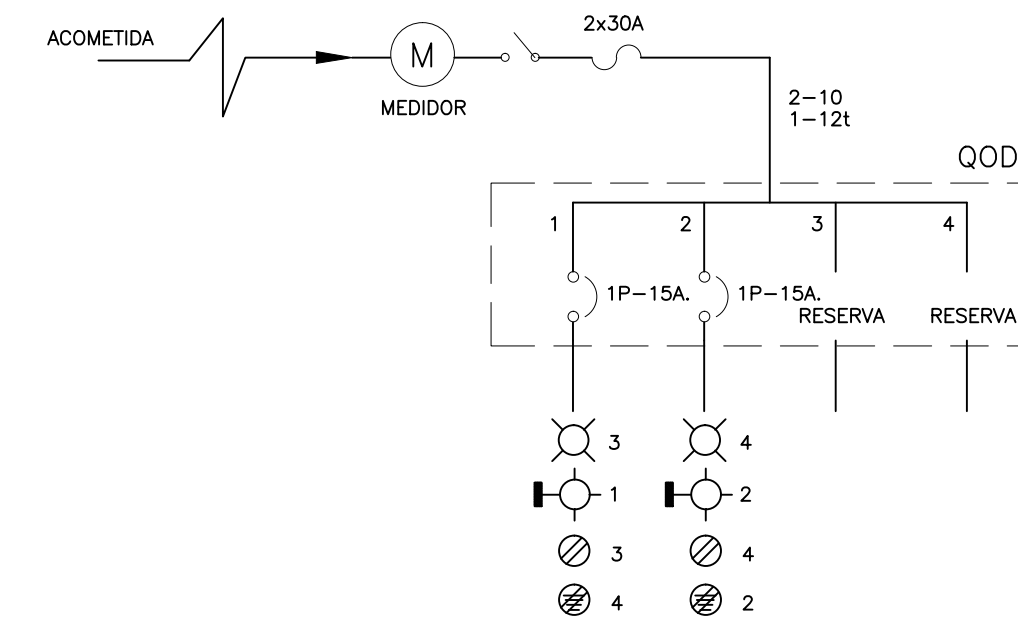 ACOMETIDA
2x30A
M
MEDIDOR
2-10
1-12t
QOD
1 2 3 4
1P-15A. 1P-15A.
RESERVA RESERVA
3 4
1 2
3 4
4 2